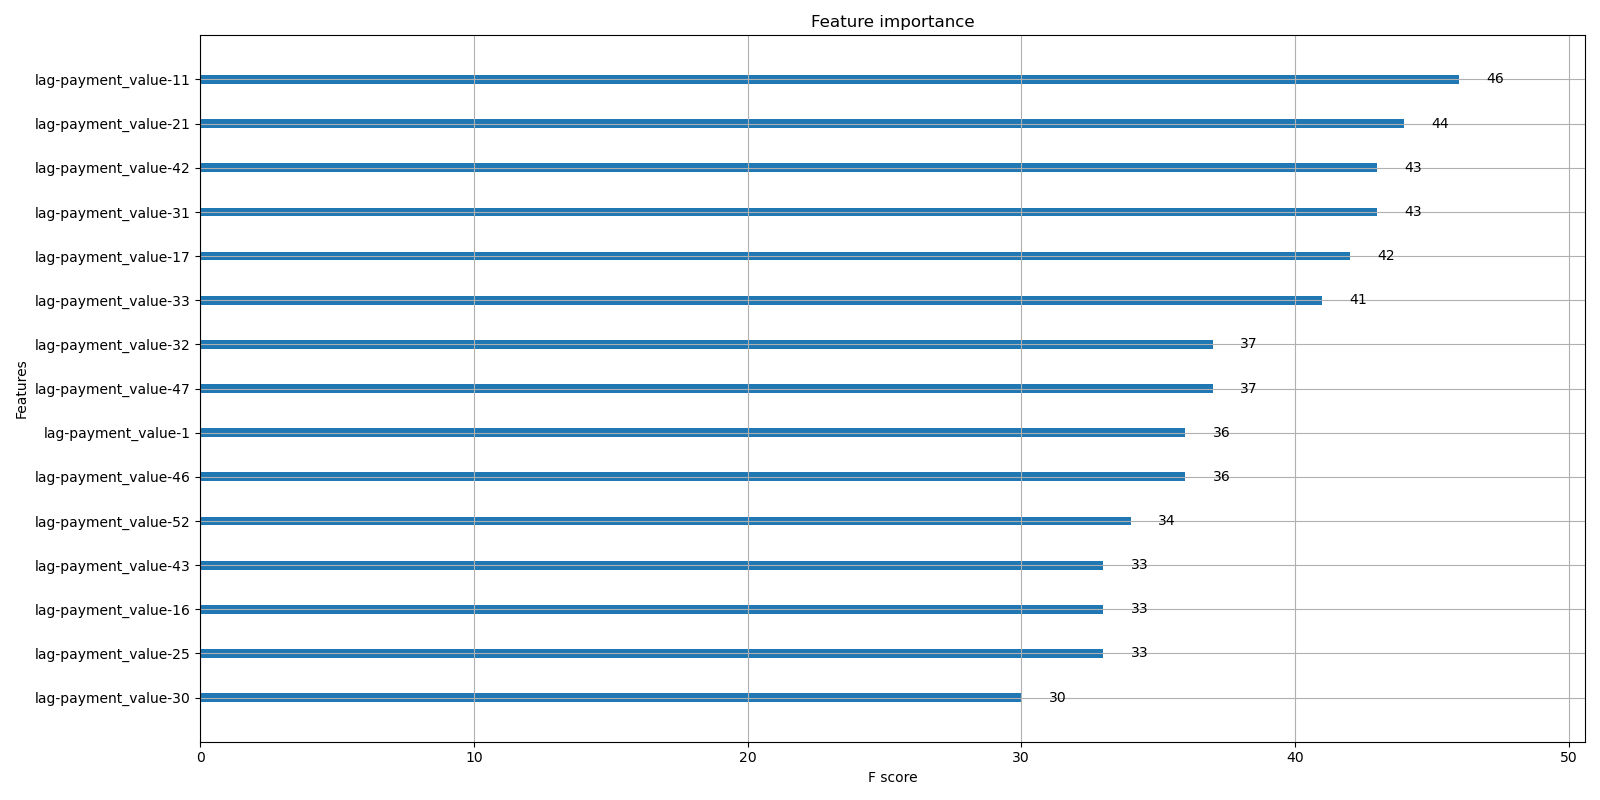 Feature importance
lag-payment_value-11 46
lag-payment_value-21 44
lag-payment_value-42 43
lag-payment_value-31 43
lag-payment_value-17 42
lag-payment_value-33 41
lag-payment_value-32 37
lag-payment_value-47 37
lag-payment_value-1 36
lag-payment_value-46 36
lag-payment_value-52 34
lag-payment_value-43 33
lag-payment_value-16 33
lag-payment_value-25 33
lag-payment_value-30 30
Features
0 10 20 30 40 50
F score